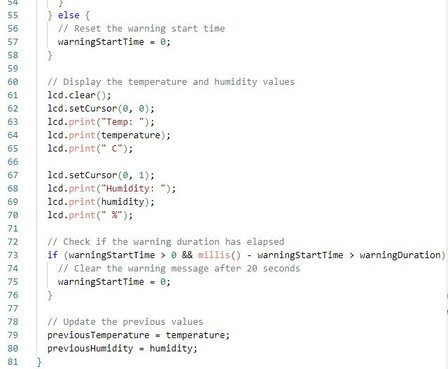 54 }
55 } else {
56 // Reset the warning start time
57 warningStartTime = 0;
58 }
59
60 // Display the temperature and humidity values
61 lcd.clear();
62 lcd.setCursor(0, 0);
63 lcd.print("Temp: ");
64 lcd.print(temperature);
65 lcd.print(" C");
66
67 lcd.setCursor(0, 1);
68 lcd.print("Humidity: ");
69 lcd.print(humidity);
70 lcd.print(" %");
71
72 // Check if the warning duration has elapsed
73 if (warningStartTime > 0 && millis() - warningStartTime > warningDuration)
74 // Clear the warning message after 20 seconds
75 warningStartTime = 0;
76 }
77
78 // Update the previous values
79 previousTemperature = temperature;
80 previousHumidity = humidity;
81 }